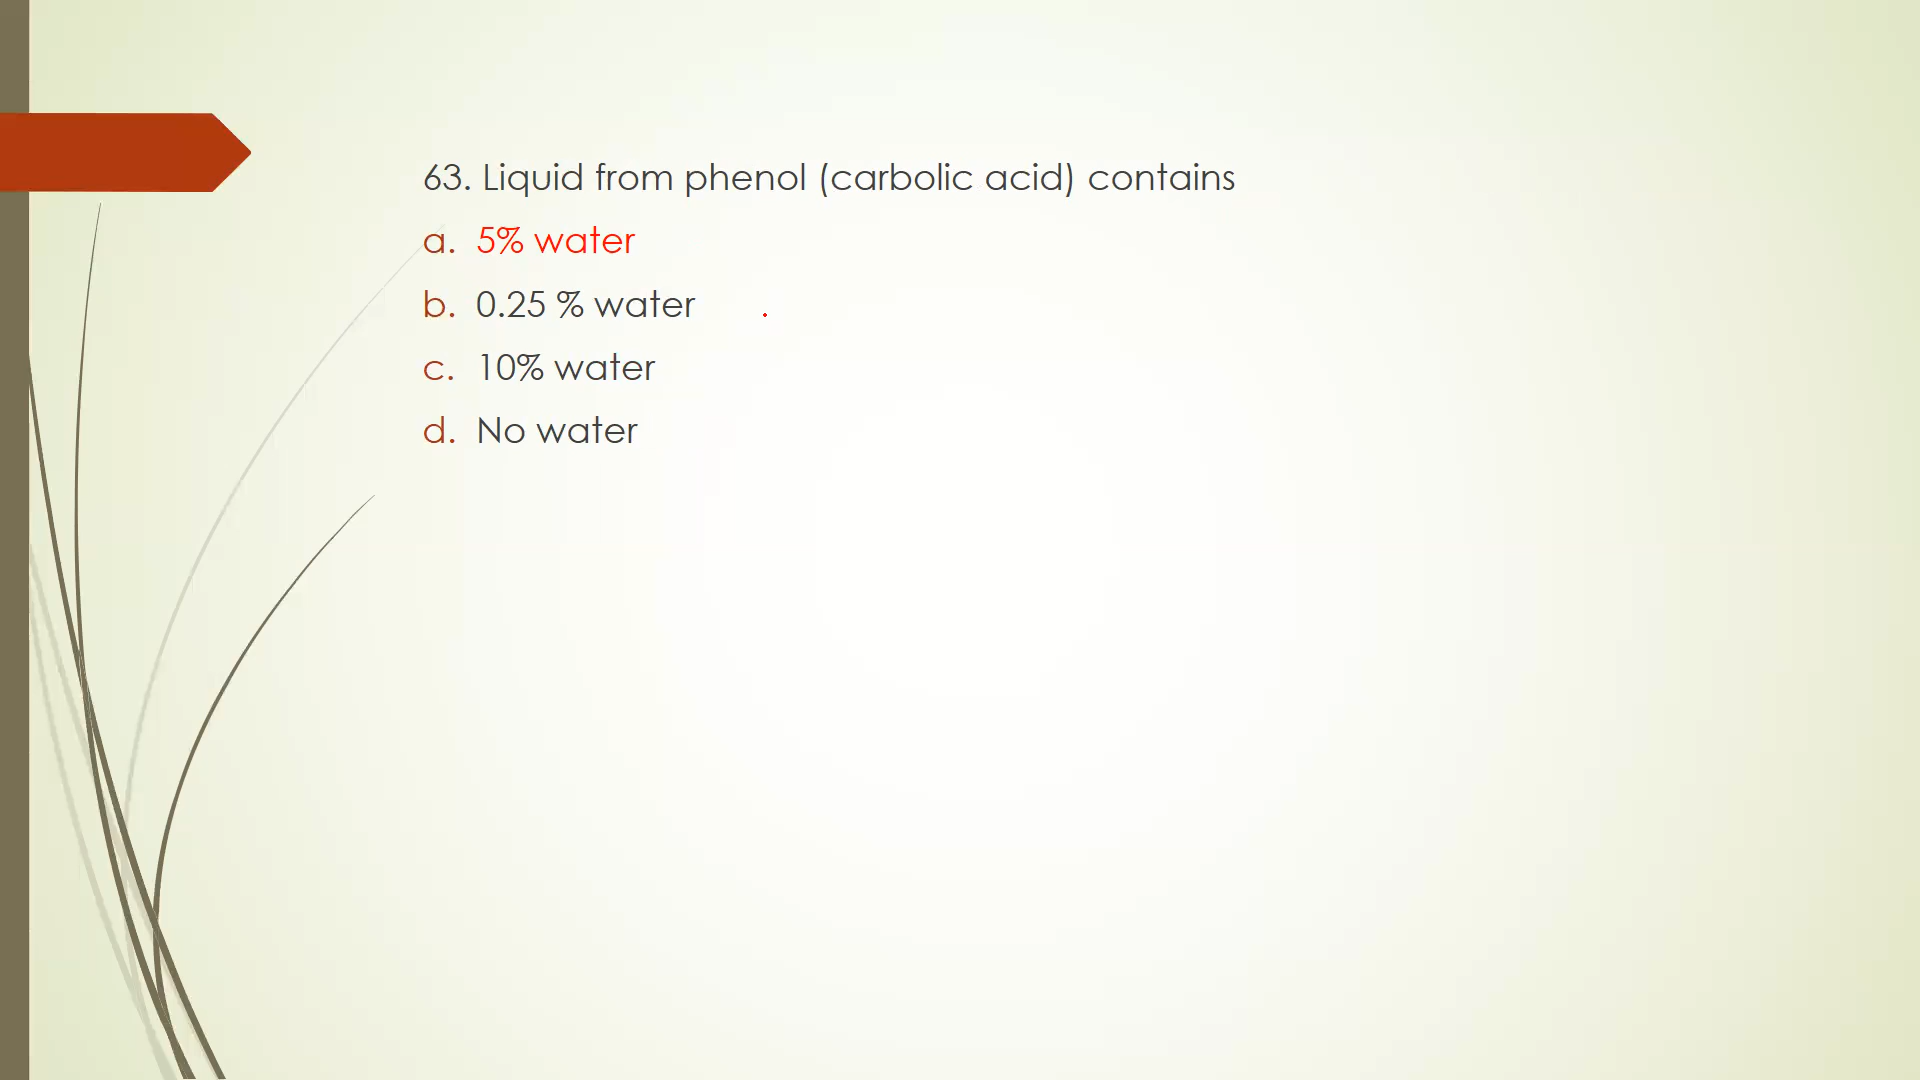 63. Liquid from phenol (carbolic acid) contains
a. 5% water
b. 0.25 % water
c. 10% water
d. No water